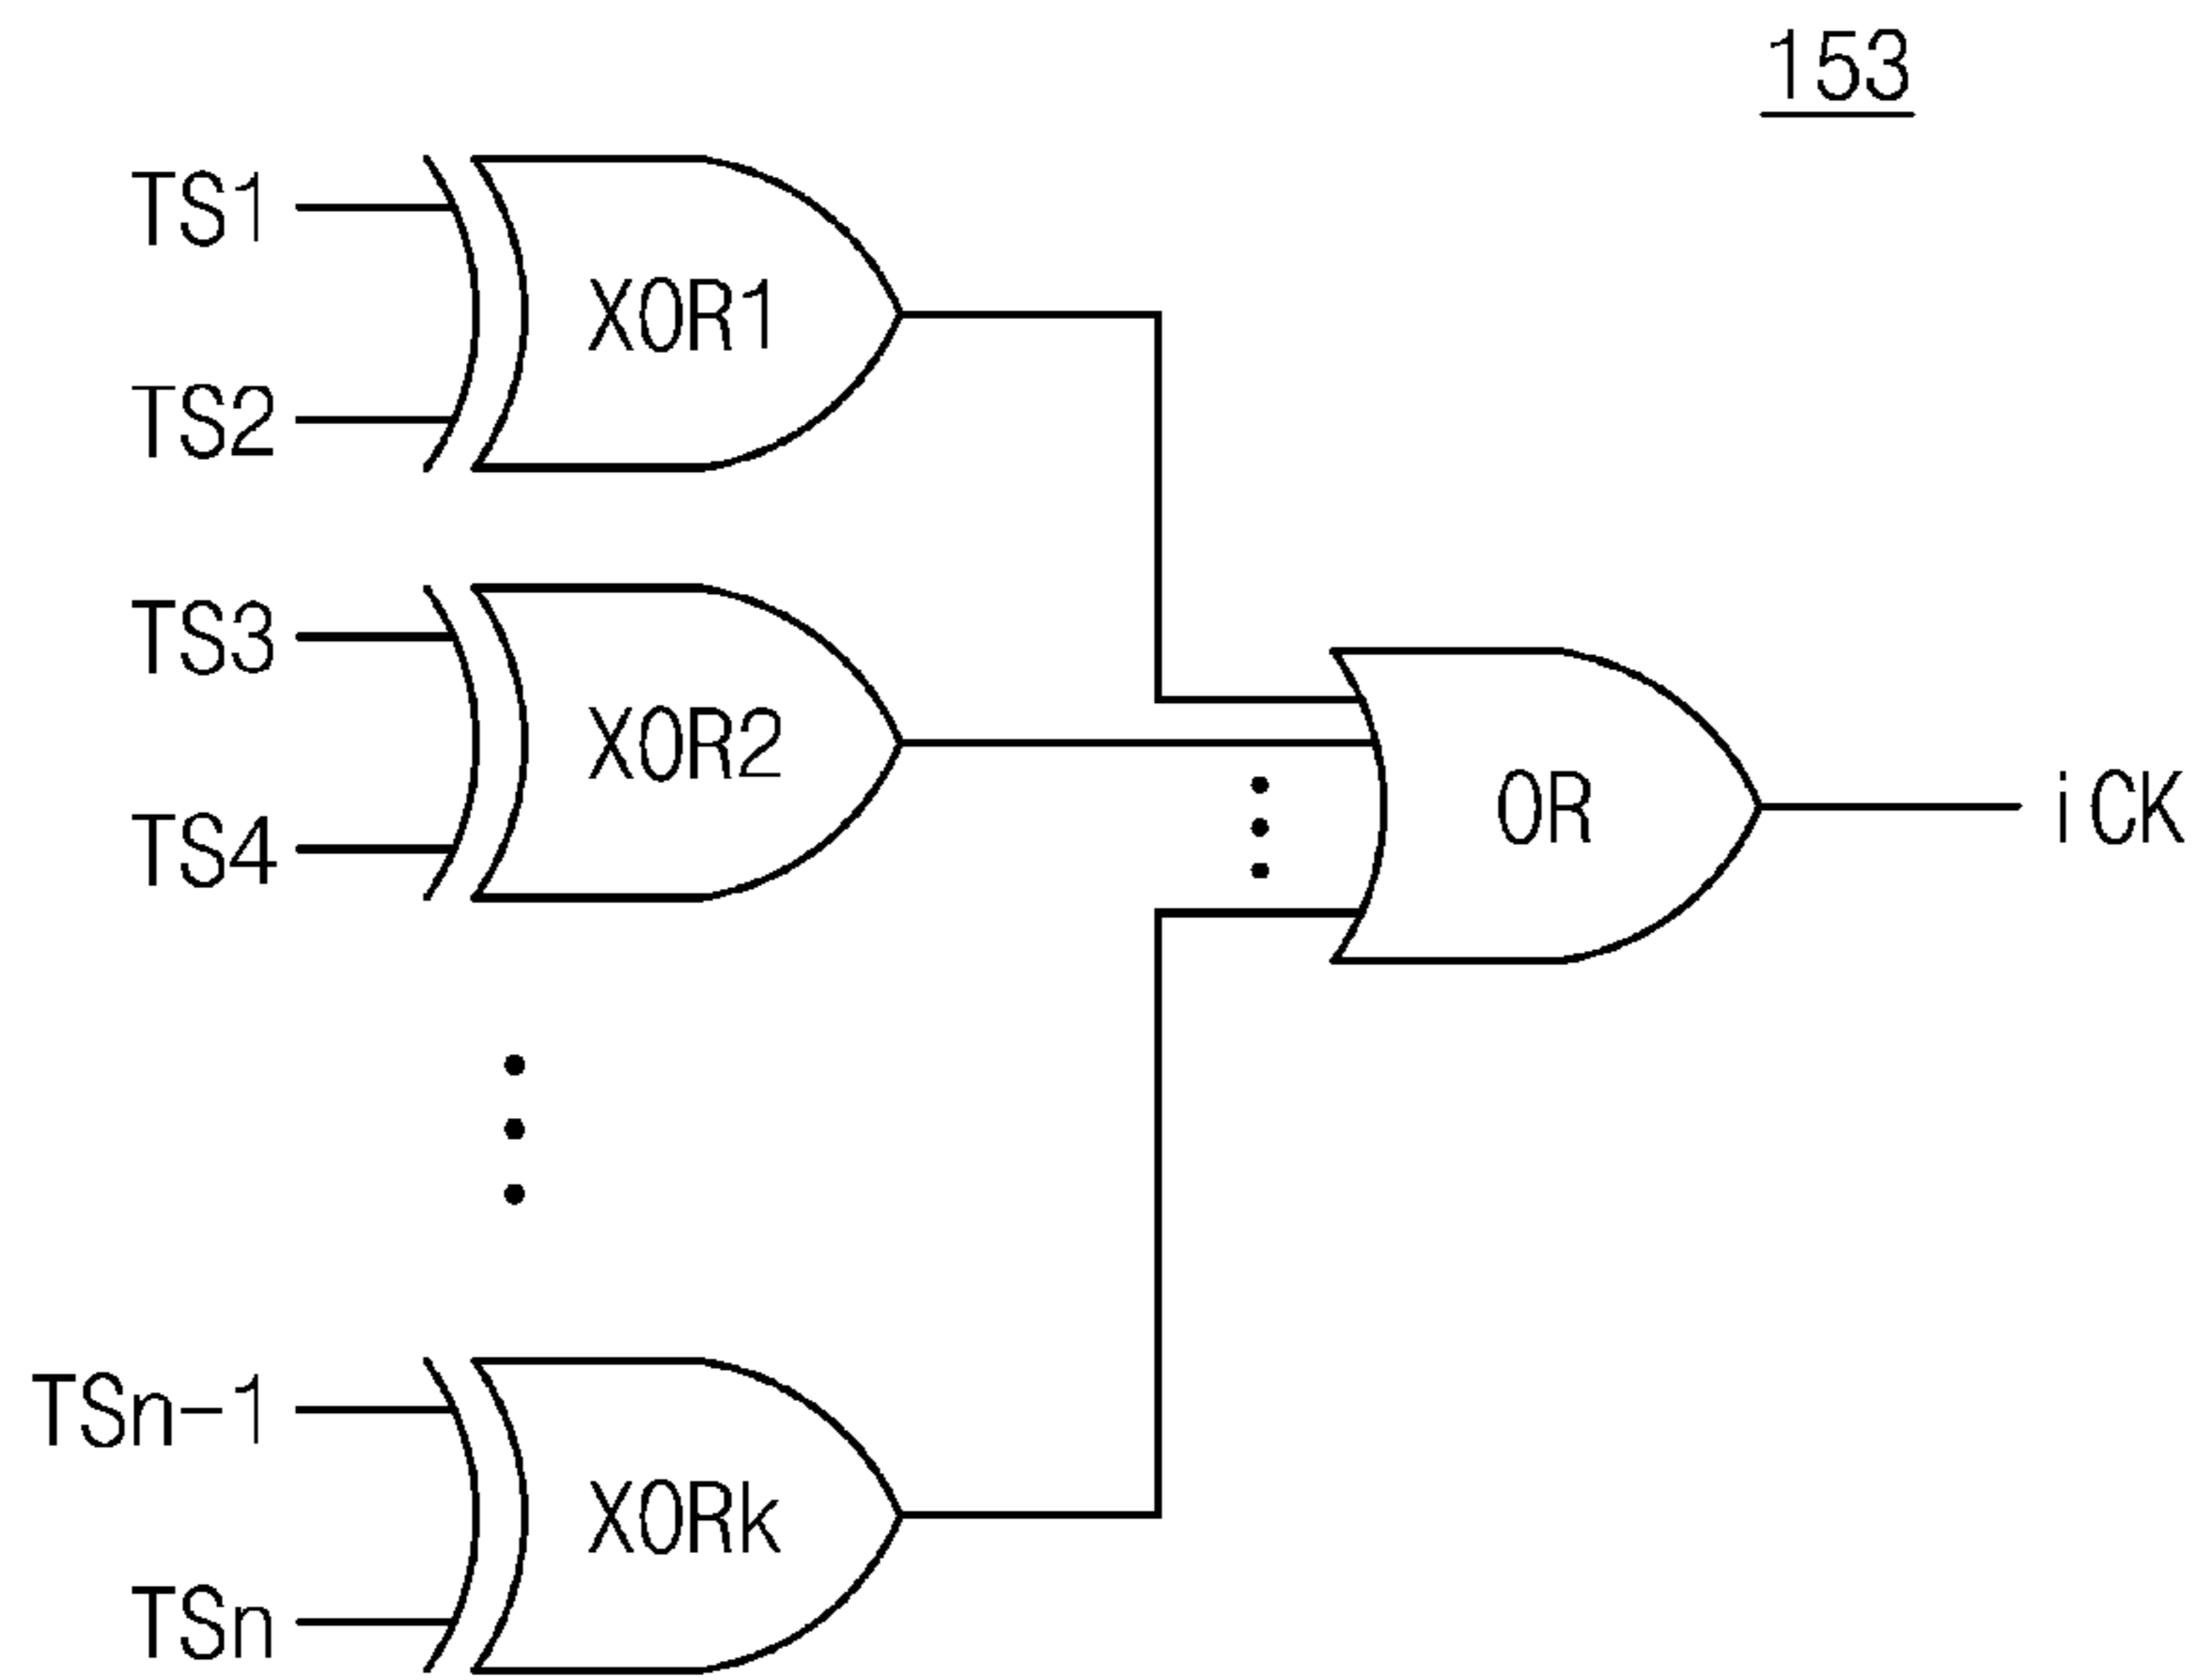 153
TS1
XOR1
TS2
TS3
XOR2
TS4
OR
iCK
TSn-1
XORk
TSn